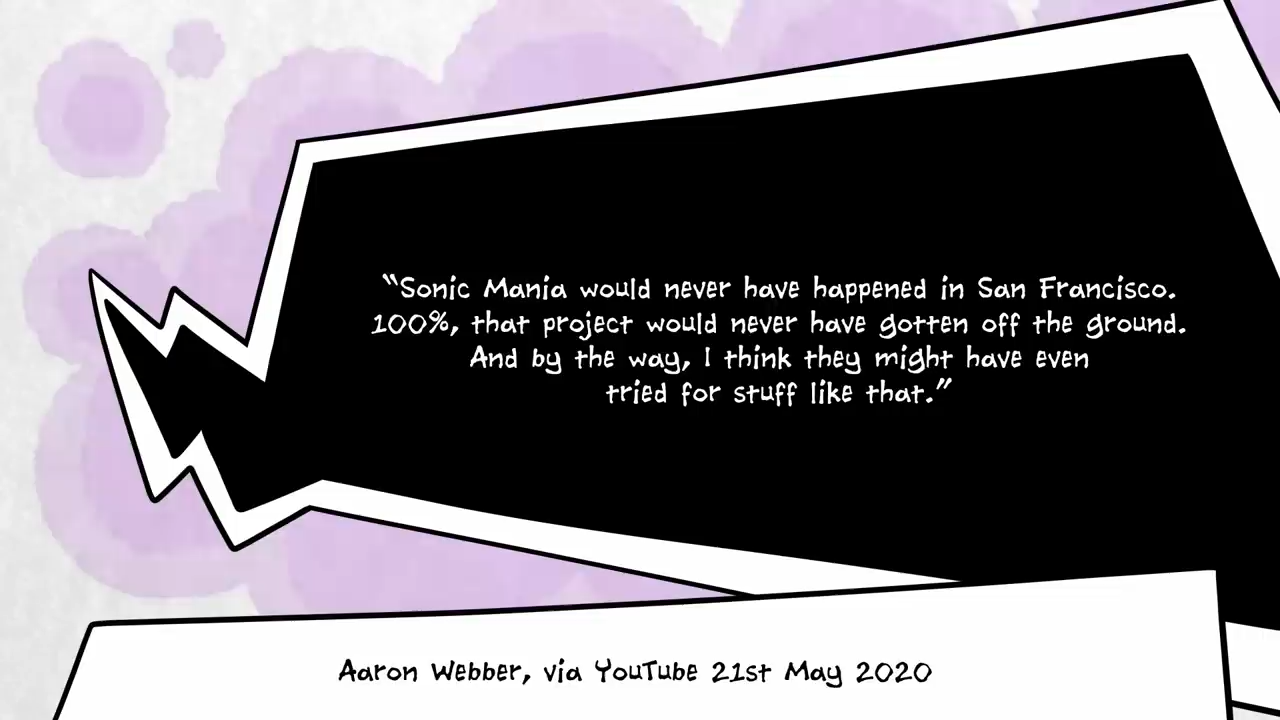 “Sonic Mania would never have happened in San Francisco.
100%, that project would never have gotten off the ground.
And by the way, I think they might have even
tried for stuff like that.”
Aaron Webber, via YouTube 21st May 2020